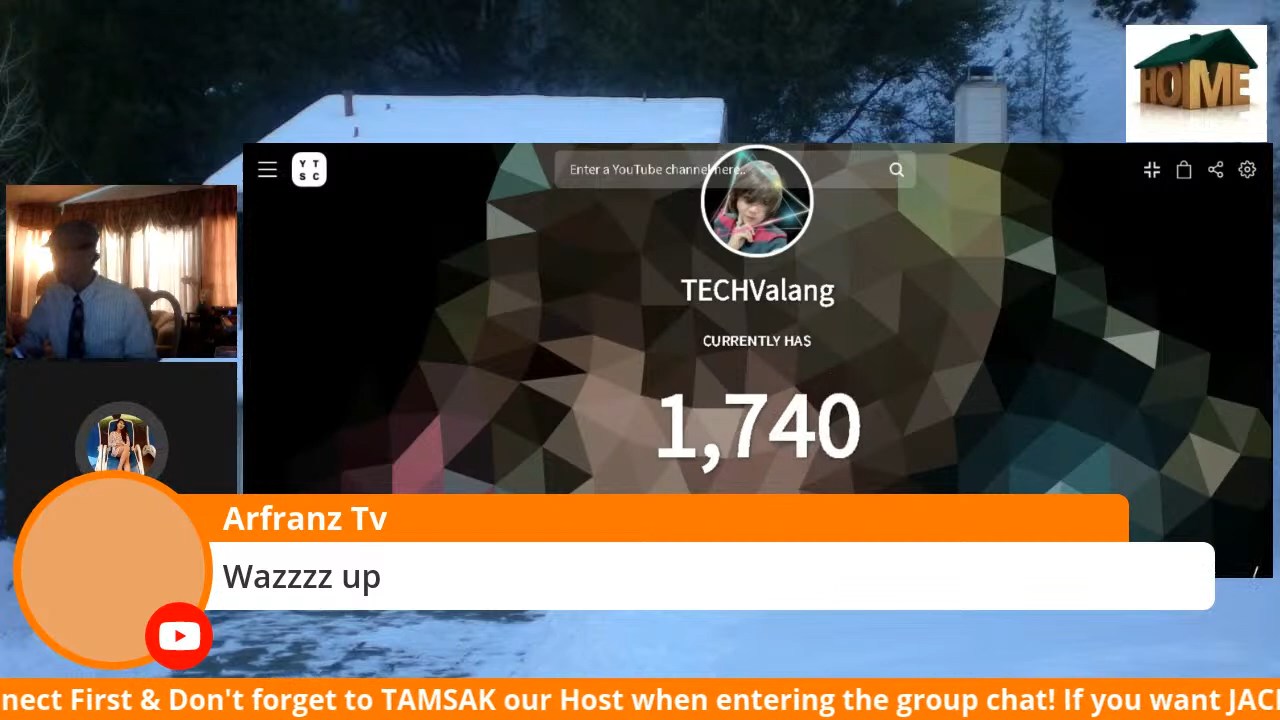 HOME
Y T
S C
Enter a YouTube channel here..
TECHValang
CURRENTLY HAS
1,740
Arfranz Tv
Wazzzz up
nect First & Don't forget to TAMSAK our Host when entering the group chat! If you want